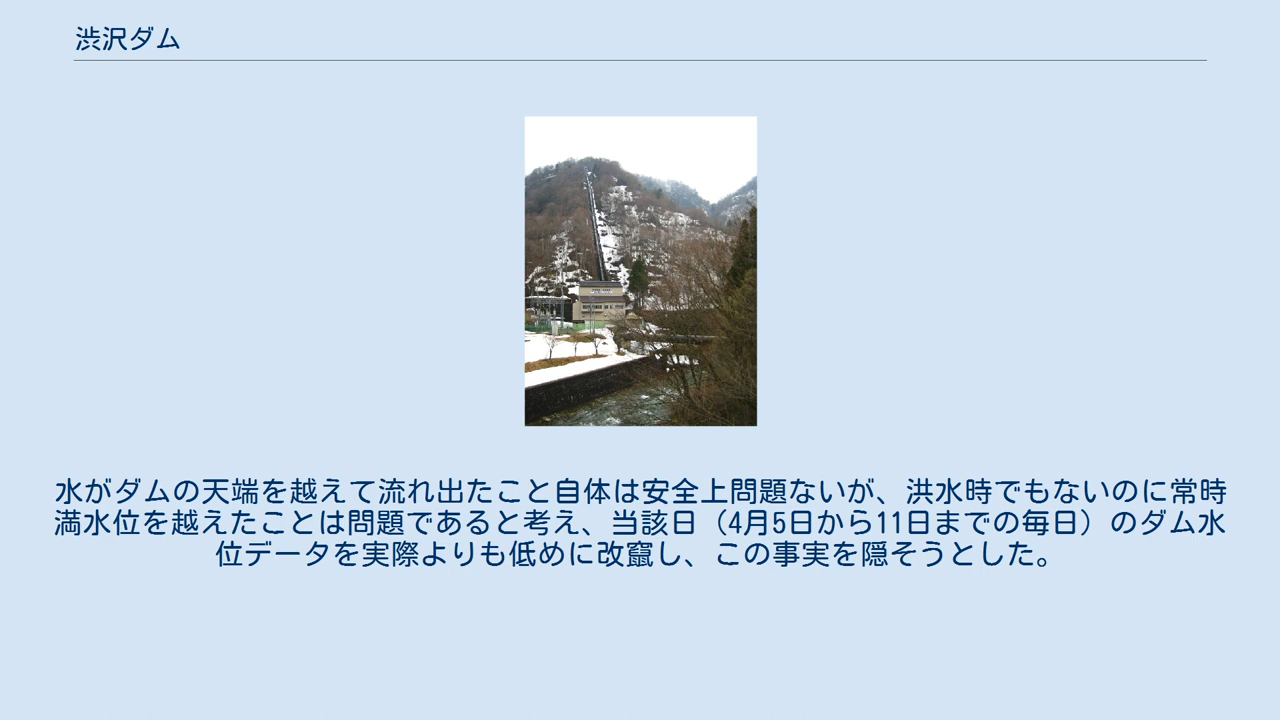 渋沢ダム
水がダムの天端を越えて流れ出たこと自体は安全上問題ないが、洪水時でもないのに常時
満水位を越えたことは問題であると考え、当該日（4月5日から11日までの毎日）のダム水
位データを実際よりも低めに改竄し、この事実を隠そうとした。